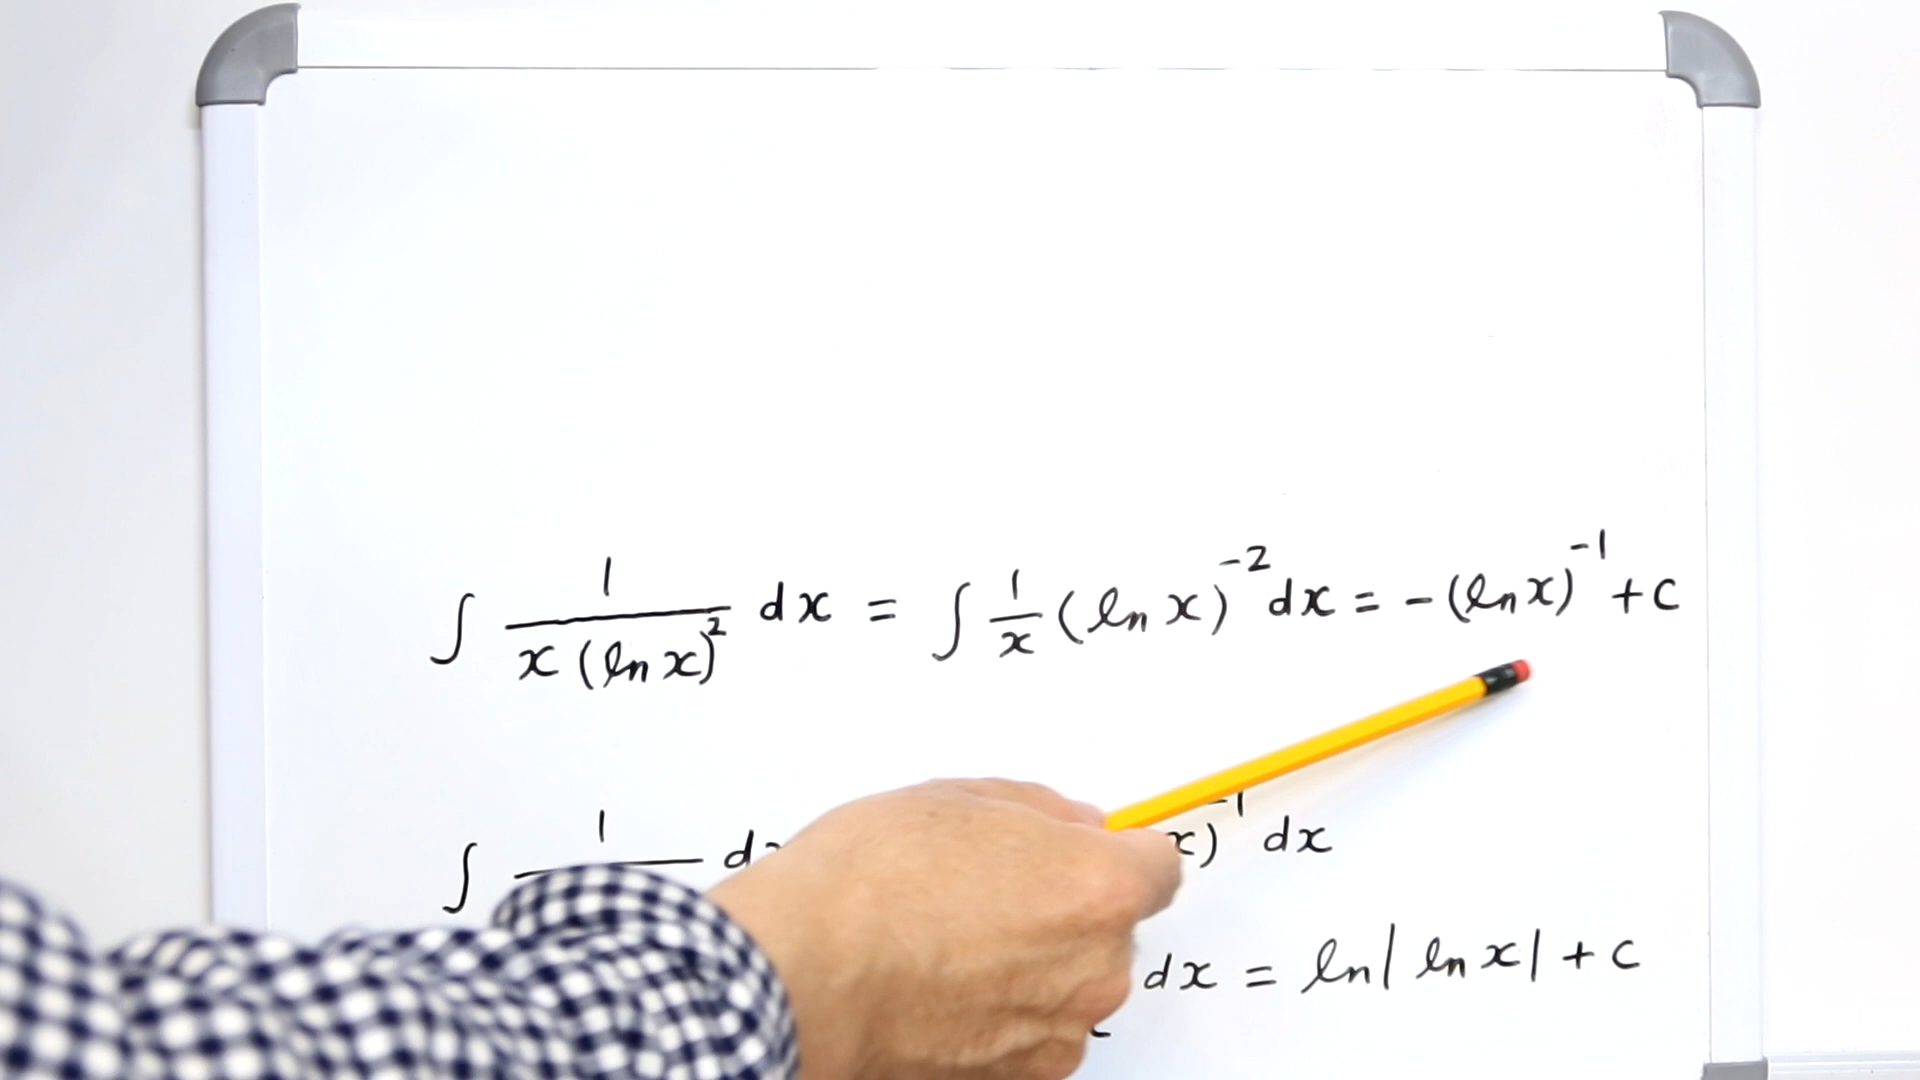 ∫ 1/(x (ln x)²) dx = ∫ 1/x (ln x)⁻² dx = -(ln x)⁻¹ + c
∫ 1 d x)⁻¹ dx
dx = ln| ln x| + c